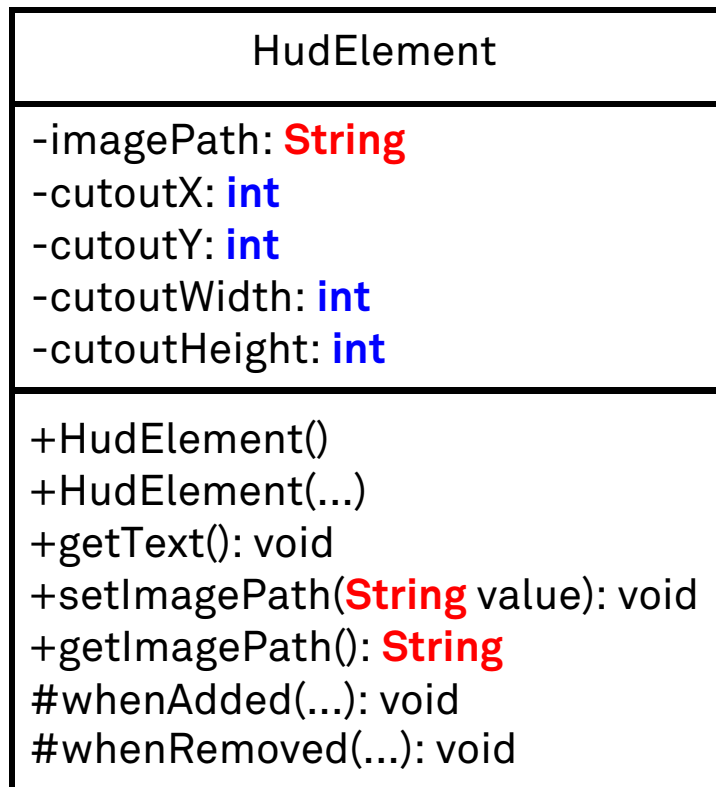 HudElement
-imagePath: String
-cutoutX: int
-cutoutY: int
-cutoutWidth: int
-cutoutHeight: int
+HudElement()
+HudElement(...)
+getText(): void
+setImagePath(String value): void
+getImagePath(): String
#whenAdded(...): void
#whenRemoved(...): void